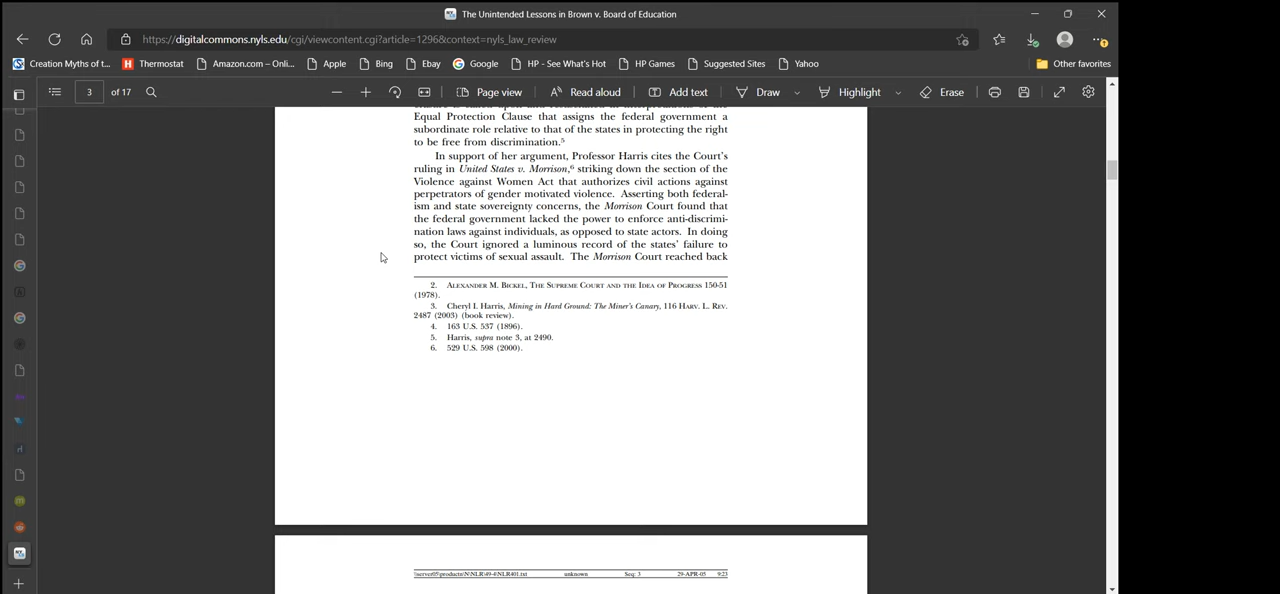 The Unintended Lessons in Brown v. Board of Education
https://digitalcommons.nyls.edu/cgi/viewcontent.cgi?article=1296&context=nyls_law_review
Creation Myths of t... Thermostat Amazon.com – Onli... Apple Bing Ebay Google HP - See What's Hot HP Games Suggested Sites Yahoo Other favorites
3 of 17 Page view Read aloud Add text Draw Highlight Erase
Equal Protection Clause that assigns the federal government a
subordinate role relative to that of the states in protecting the right
to be free from discrimination.5
In support of her argument, Professor Harris cites the Court's
ruling in United States v. Morrison,6 striking down the section of the
Violence against Women Act that authorizes civil actions against
perpetrators of gender motivated violence. Asserting both federal-
ism and state sovereignty concerns, the Morrison Court found that
the federal government lacked the power to enforce anti-discrimi-
nation laws against individuals, as opposed to state actors. In doing
so, the Court ignored a luminous record of the states' failure to
protect victims of sexual assault. The Morrison Court reached back
2. ALEXANDER M. BICKEL, THE SUPREME COURT AND THE IDEA OF PROGRESS 150-51
(1978).
3. Cheryl I. Harris, Mining in Hard Ground: The Miner's Canary, 116 HARV. L. REV.
2487 (2003) (book review).
4. 163 U.S. 537 (1896).
5. Harris, supra note 3, at 2490.
6. 529 U.S. 598 (2000).
\\server05\productn\N\NLR\49-4\NLR401.txt unknown Seq: 3 29-APR-05 9:23